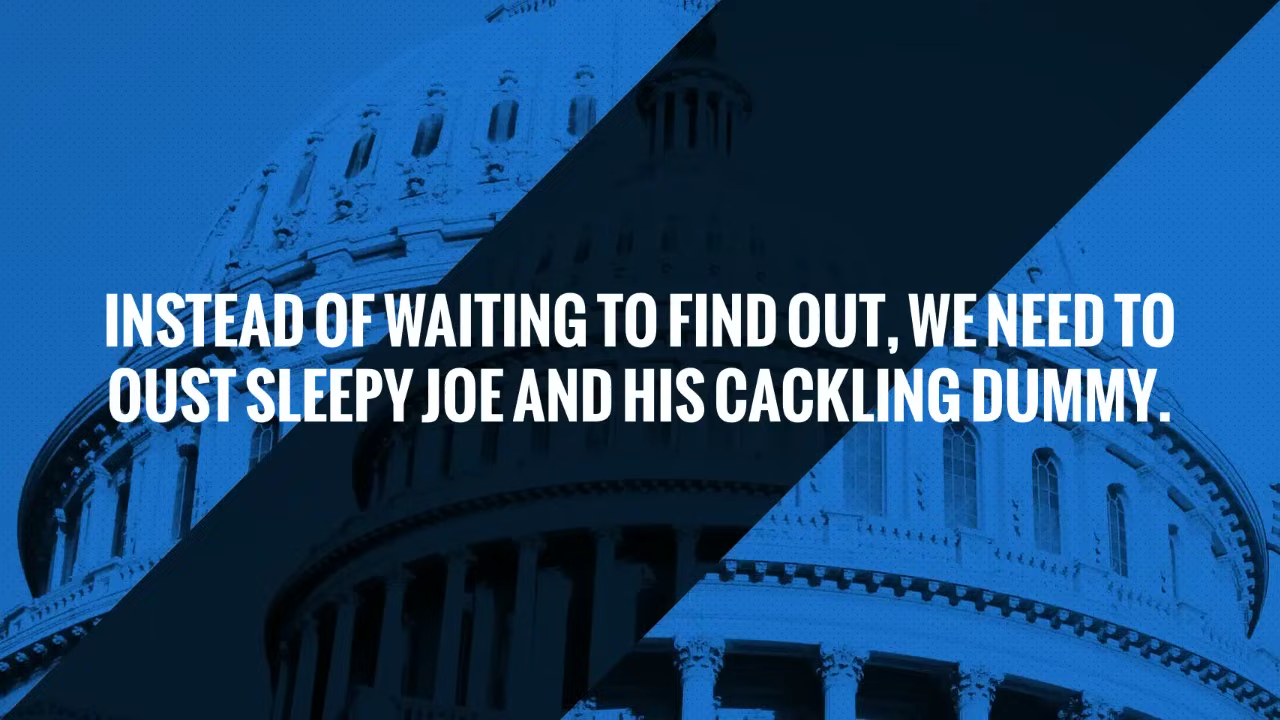 INSTEAD OF WAITING TO FIND OUT, WE NEED TO
OUST SLEEPY JOE AND HIS CACKLING DUMMY.